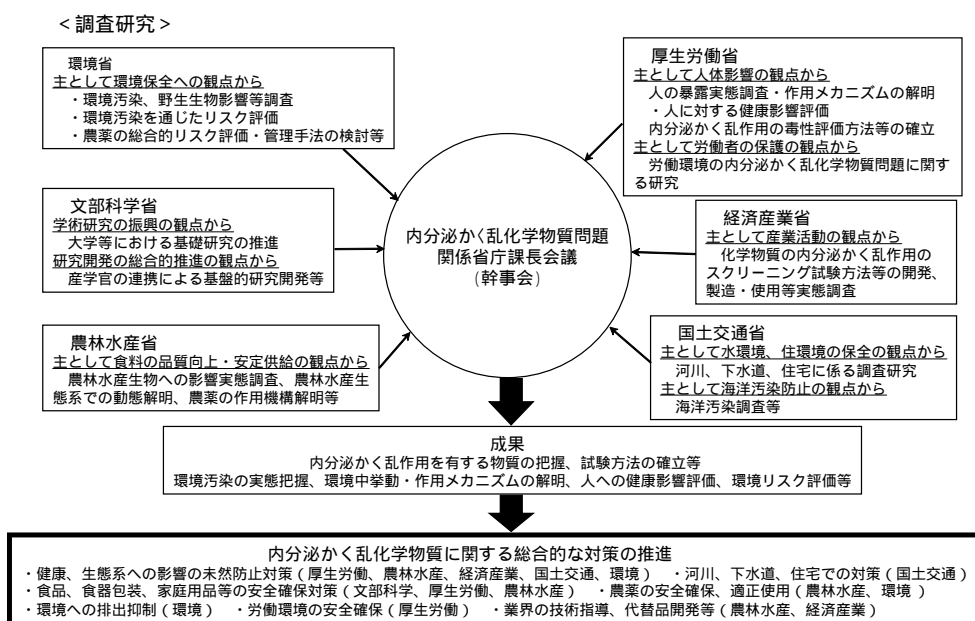 ＜調査研究＞
環境省
主として環境保全への観点から
・環境汚染、野生生物影響等調査
・環境汚染を通じたリスク評価
・農薬の総合的リスク評価・管理手法の検討等
厚生労働省
主として人体影響の観点から
人の暴露実態調査・作用メカニズムの解明
・人に対する健康影響評価
内分泌かく乱作用の毒性評価方法等の確立
主として労働者の保護の観点から
労働環境の内分泌かく乱化学物質問題に関す
る研究
文部科学省
学術研究の振興の観点から
大学等における基礎研究の推進
研究開発の総合的推進の観点から
産学官の連携による基盤的研究開発等
内分泌かく乱化学物質問題
関係省庁課長会議
(幹事会)
経済産業省
主として産業活動の観点から
化学物質の内分泌かく乱作用の
スクリーニング試験方法等の開発、
製造・使用等実態調査
農林水産省
主として食料の品質向上・安定供給の観点から
農林水産生物への影響実態調査、農林水産生
態系での動態解明、農薬の作用機構解明等
国土交通省
主として水環境、住環境の保全の観点から
河川、下水道、住宅に係る調査研究
主として海洋汚染防止の観点から
海洋汚染調査等
成果
内分泌かく乱作用を有する物質の把握、試験方法の確立等
環境汚染の実態把握、環境中挙動・作用メカニズムの解明、人への健康影響評価、環境リスク評価等
内分泌かく乱化学物質に関する総合的な対策の推進
・健康、生態系への影響の未然防止対策（厚生労働、農林水産、経済産業、国土交通、環境）　・河川、下水道、住宅での対策（国土交通）
・食品、食器包装、家庭用品等の安全確保対策（文部科学、厚生労働、農林水産）　・農薬の安全確保、適正使用（農林水産、環境）
・環境への排出抑制（環境）　・労働環境の安全確保（厚生労働）　・業界の技術指導、代替品開発等（農林水産、経済産業）